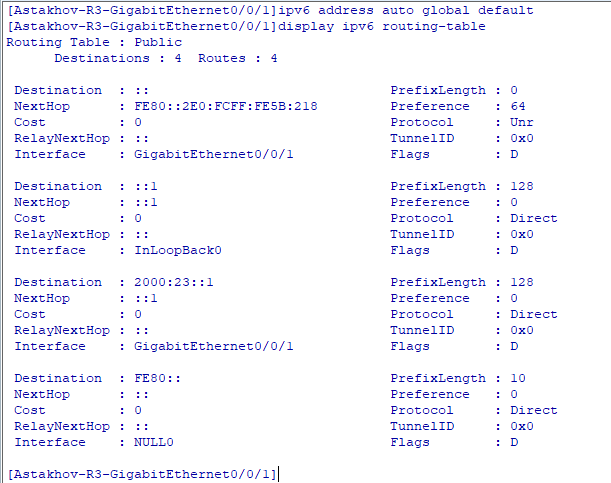 [Astakhov-R3-GigabitEthernet0/0/1]ipv6 address auto global default
[Astakhov-R3-GigabitEthernet0/0/1]display ipv6 routing-table
Routing Table : Public
Destinations : 4 Routes : 4
Destination : :: PrefixLength : 0
NextHop : FE80::2E0:FCFF:FE5B:218 Preference : 64
Cost : 0 Protocol : Unr
RelayNextHop : :: TunnelID : 0x0
Interface : GigabitEthernet0/0/1 Flags : D
Destination : ::1 PrefixLength : 128
NextHop : ::1 Preference : 0
Cost : 0 Protocol : Direct
RelayNextHop : :: TunnelID : 0x0
Interface : InLoopBack0 Flags : D
Destination : 2000:23::1 PrefixLength : 128
NextHop : ::1 Preference : 0
Cost : 0 Protocol : Direct
RelayNextHop : :: TunnelID : 0x0
Interface : GigabitEthernet0/0/1 Flags : D
Destination : FE80:: PrefixLength : 10
NextHop : :: Preference : 0
Cost : 0 Protocol : Direct
RelayNextHop : :: TunnelID : 0x0
Interface : NULL0 Flags : D
[Astakhov-R3-GigabitEthernet0/0/1]